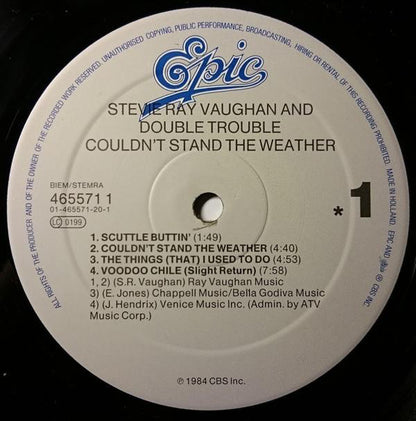 ALL RIGHTS OF THE PRODUCER AND OF THE OWNER OF THE RECORDED WORK RESERVED. UNAUTHORISED COPYING, PUBLIC PERFORMANCE, BROADCASTING, HIRING OR RENTAL OF THIS RECORDING PROHIBITED. MADE IN HOLLAND. EPIC AND Epic ® CBS INC
Epic
STEVIE RAY VAUGHAN AND
DOUBLE TROUBLE
COULDN'T STAND THE WEATHER
BIEM/STEMRA
465571 1
01-465571-20-1
LC 0199
*1
1. SCUTTLE BUTTIN' (1:49)
2. COULDN'T STAND THE WEATHER (4:40)
3. THE THINGS (THAT) I USED TO DO (4:53)
4. VOODOO CHILE (Slight Return) (7:58)
1, 2) (S.R. Vaughan) Ray Vaughan Music
3) (E. Jones) Chappell Music/Bella Godiva Music
4) (J. Hendrix) Venice Music Inc. (Admin. by ATV
Music Corp.)
℗ 1984 CBS Inc.